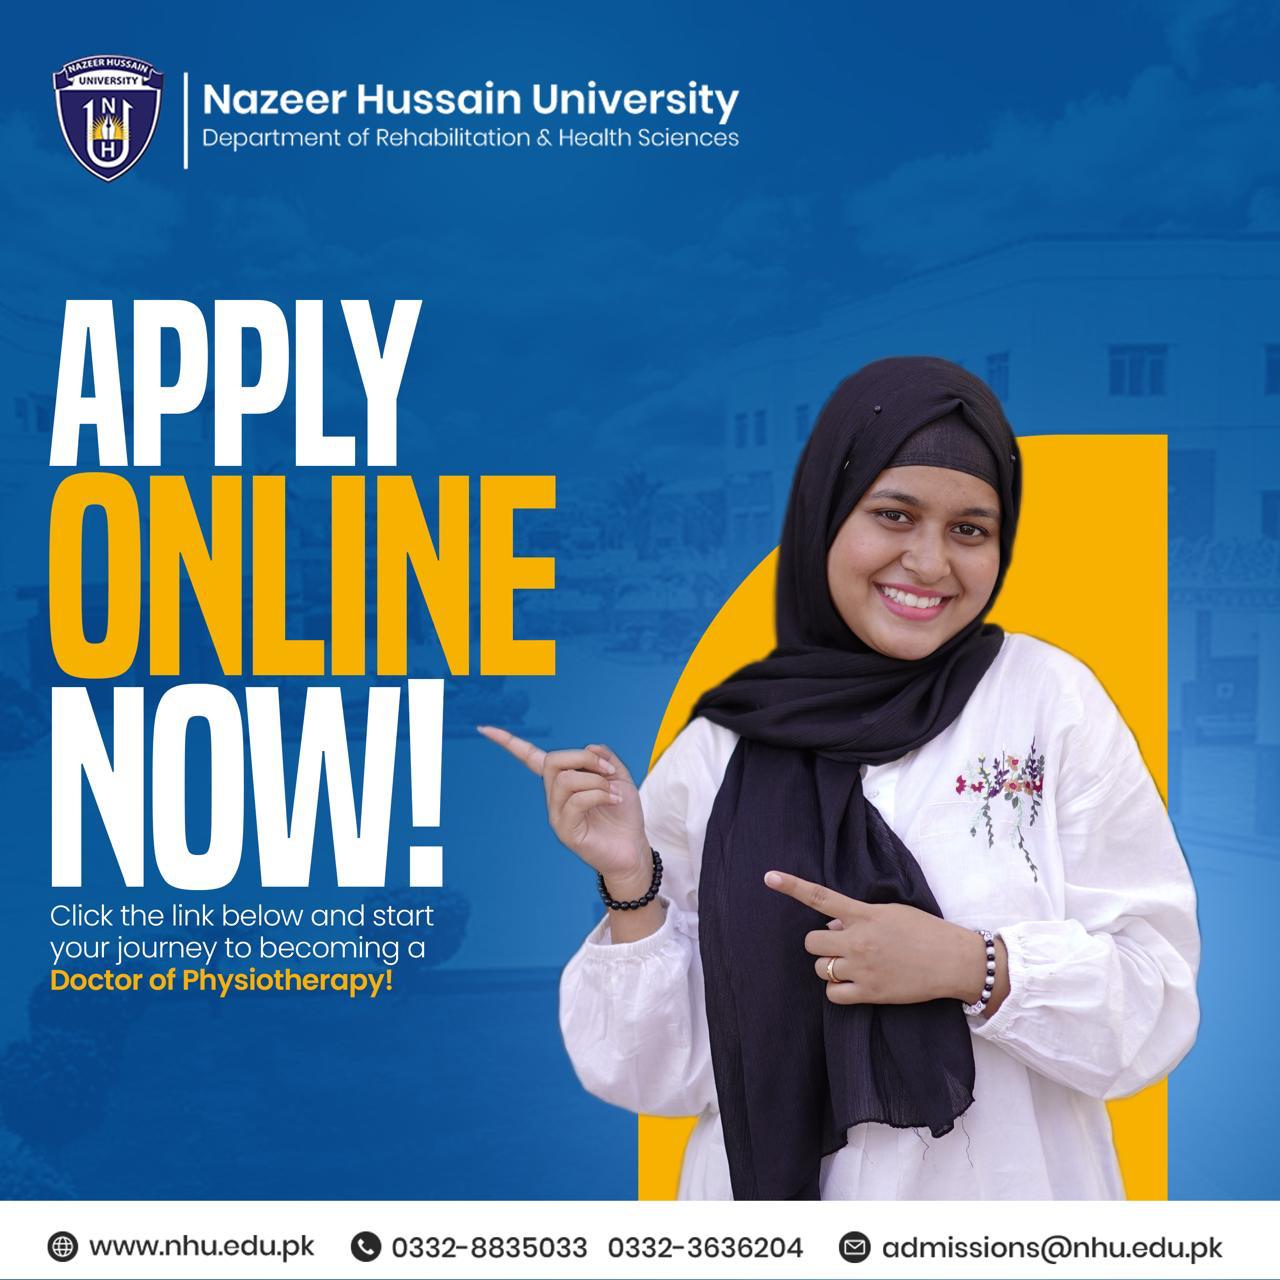 NAZEER HUSSAIN
UNIVERSITY
N
U
H
Nazeer Hussain University
Department of Rehabilitation & Health Sciences
APPLY
ONLINE
NOW!
Click the link below and start
your journey to becoming a
Doctor of Physiotherapy!
www.nhu.edu.pk 0332-8835033 0332-3636204 admissions@nhu.edu.pk